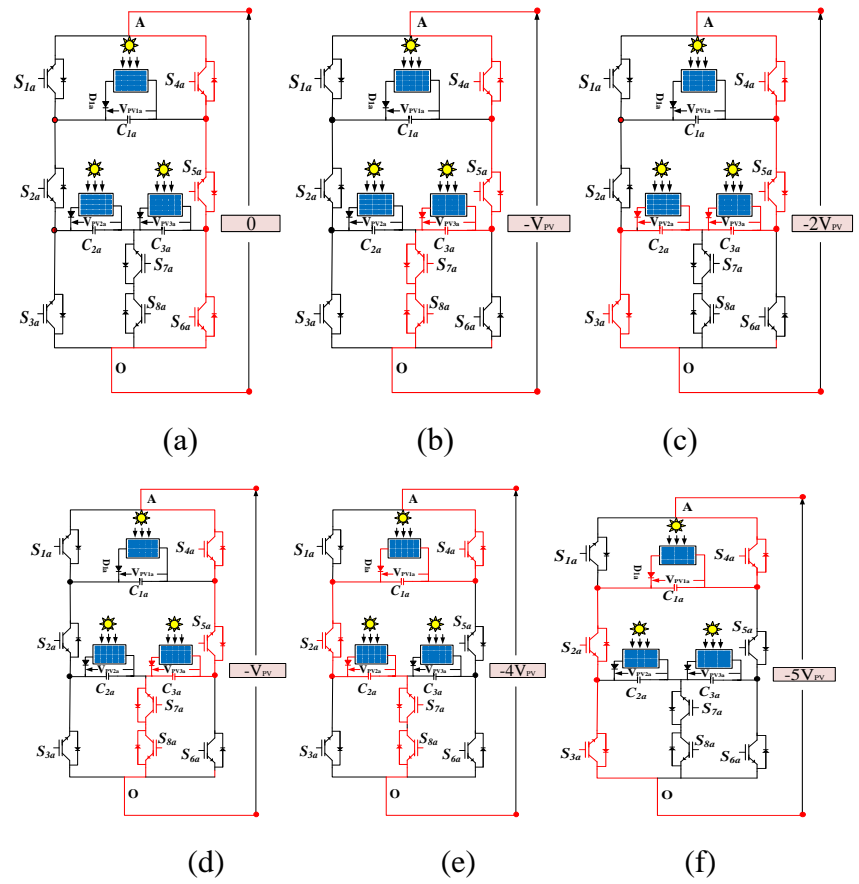 A
S1a
S4a
D1a
VPV1a
C1a
S2a
S5a
VPV2a
VPV3a
C2a
C3a
0
S7a
S3a
S8a
S6a
O
(a)
A
S1a
S4a
D1a
VPV1a
C1a
S2a
S5a
VPV2a
VPV3a
C2a
C3a
-VPV
S7a
S3a
S8a
S6a
O
(b)
A
S1a
S4a
D1a
VPV1a
C1a
S2a
S5a
VPV2a
VPV3a
C2a
C3a
-2VPV
S7a
S3a
S8a
S6a
O
(c)
A
S1a
S4a
D1a
VPV1a
C1a
S2a
S5a
VPV2a
VPV3a
C2a
C3a
-VPV
S7a
S3a
S8a
S6a
O
(d)
A
S1a
S4a
D1a
VPV1a
C1a
S2a
S5a
VPV2a
VPV3a
C2a
C3a
-4VPV
S7a
S3a
S8a
S6a
O
(e)
A
S1a
S4a
D1a
VPV1a
C1a
S2a
S5a
VPV2a
VPV3a
C2a
C3a
-5VPV
S7a
S3a
S8a
S6a
O
(f)